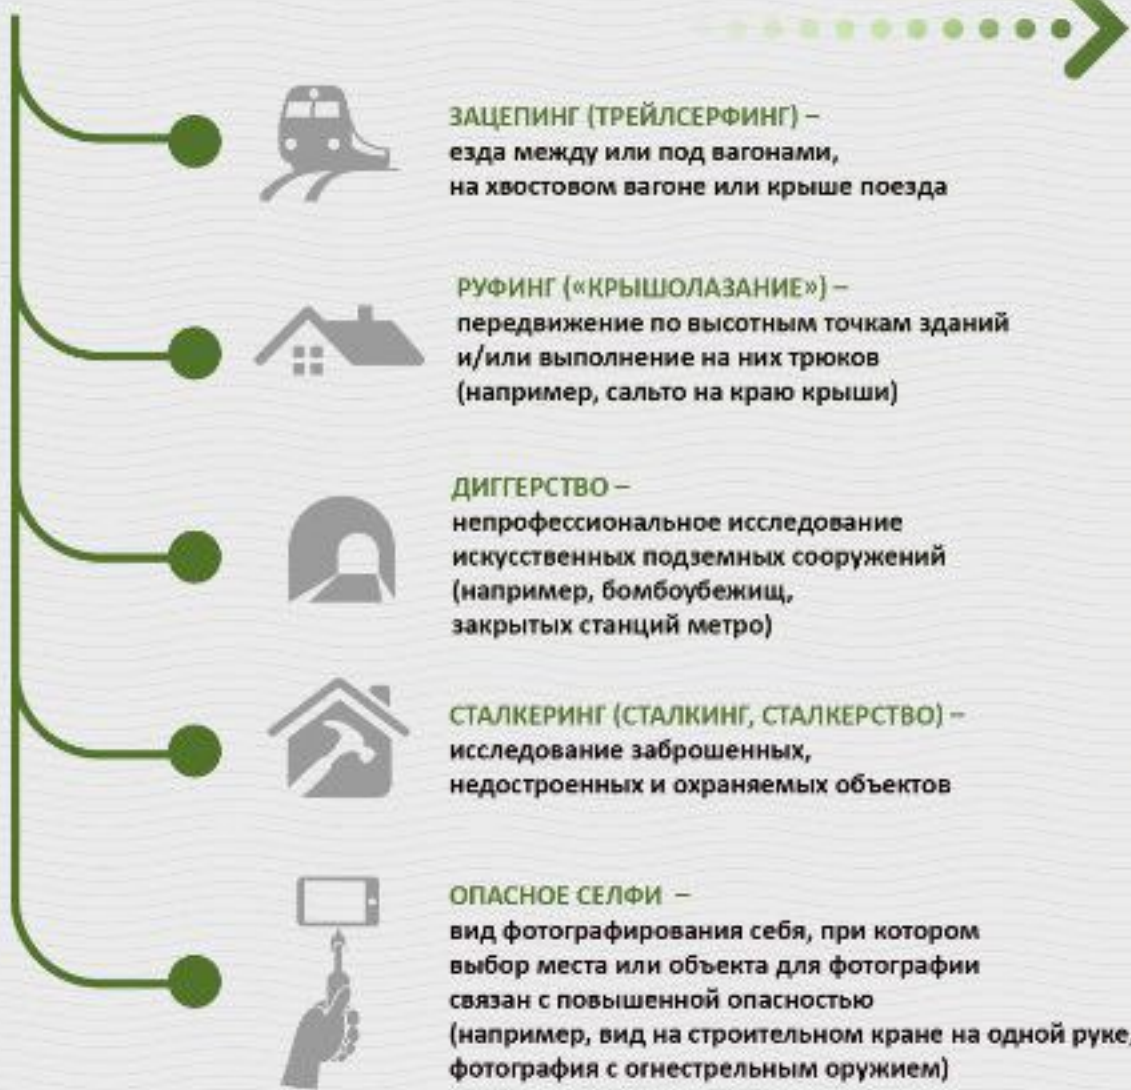 ЗАЦЕПИНГ (ТРЕЙЛСЕРФИНГ) –
езда между или под вагонами,
на хвостовом вагоне или крыше поезда
РУФИНГ («КРЫШОЛАЗАНИЕ») –
передвижение по высотным точкам зданий
и/или выполнение на них трюков
(например, сальто на краю крыши)
ДИГГЕРСТВО –
непрофессиональное исследование
искусственных подземных сооружений
(например, бомбоубежищ,
закрытых станций метро)
СТАЛКЕРИНГ (СТАЛКИНГ, СТАЛКЕРСТВО) –
исследование заброшенных,
недостроенных и охраняемых объектов
ОПАСНОЕ СЕЛФИ –
вид фотографирования себя, при котором
выбор места или объекта для фотографии
связан с повышенной опасностью
(например, вид на строительном кране на одной руке,
фотография с огнестрельным оружием)